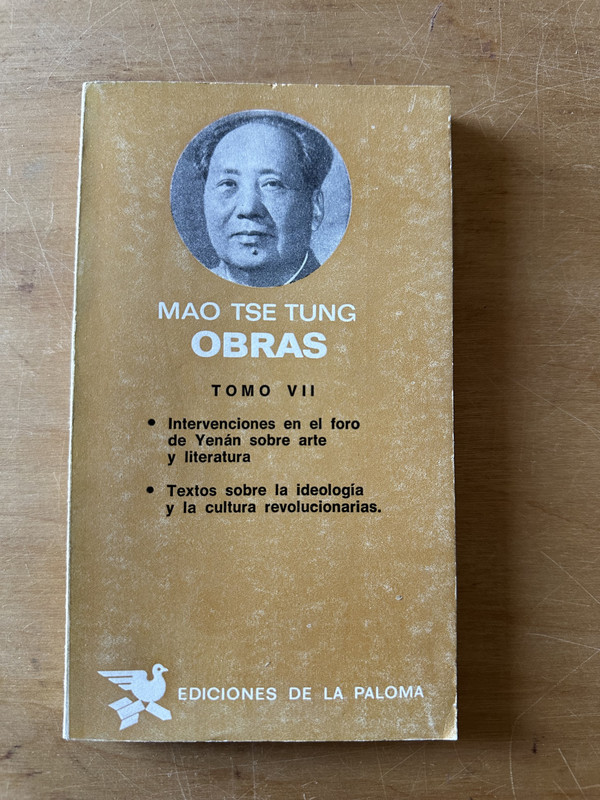 MAO TSE TUNG
OBRAS
TOMO VII
• Intervenciones en el foro
de Yenán sobre arte
y literatura
• Textos sobre la ideología
y la cultura revolucionarias.
EDICIONES DE LA PALOMA